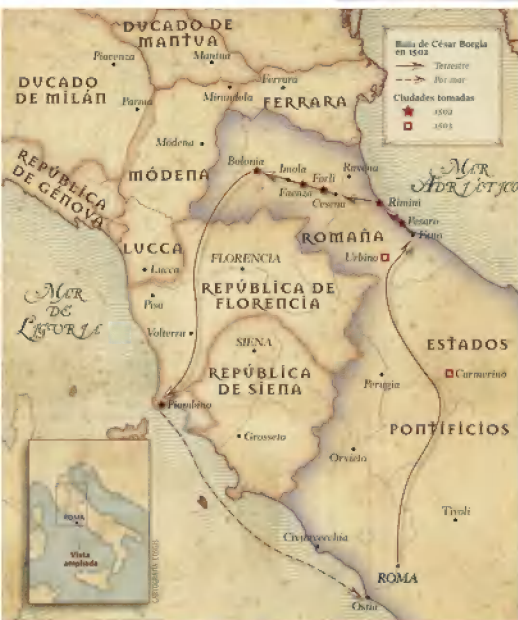 DUCADO DE
MANTUA
Piacenza
Mantua
DUCADO
DE MILÁN
Parma
Mirandola
Ferrara
FERRARA
Ruta de César Borgia
en 1502
Terrestre
Por mar
Ciudades tomadas
1502
1503
Módena
MÓDENA
REPÚBLICA
DE GÉNOVA
Bolonia
Imola
Forlì
Ravena
Faenza
Cesena
Rimini
Pesaro
Fano
MAR
ADRIÁTICO
ROMAÑA
Urbino
LUCCA
Lucca
FLORENCIA
REPÚBLICA DE
FLORENCIA
MAR
DE
LIGURIA
Pisa
Volterra
SIENA
REPÚBLICA
DE SIENA
ESTADOS
Camerino
Perugia
PONTIFICIOS
Piombino
Grosseto
Orvieto
Tívoli
Civitavecchia
ROMA
Ostia
ROMA
Vista
ampliada